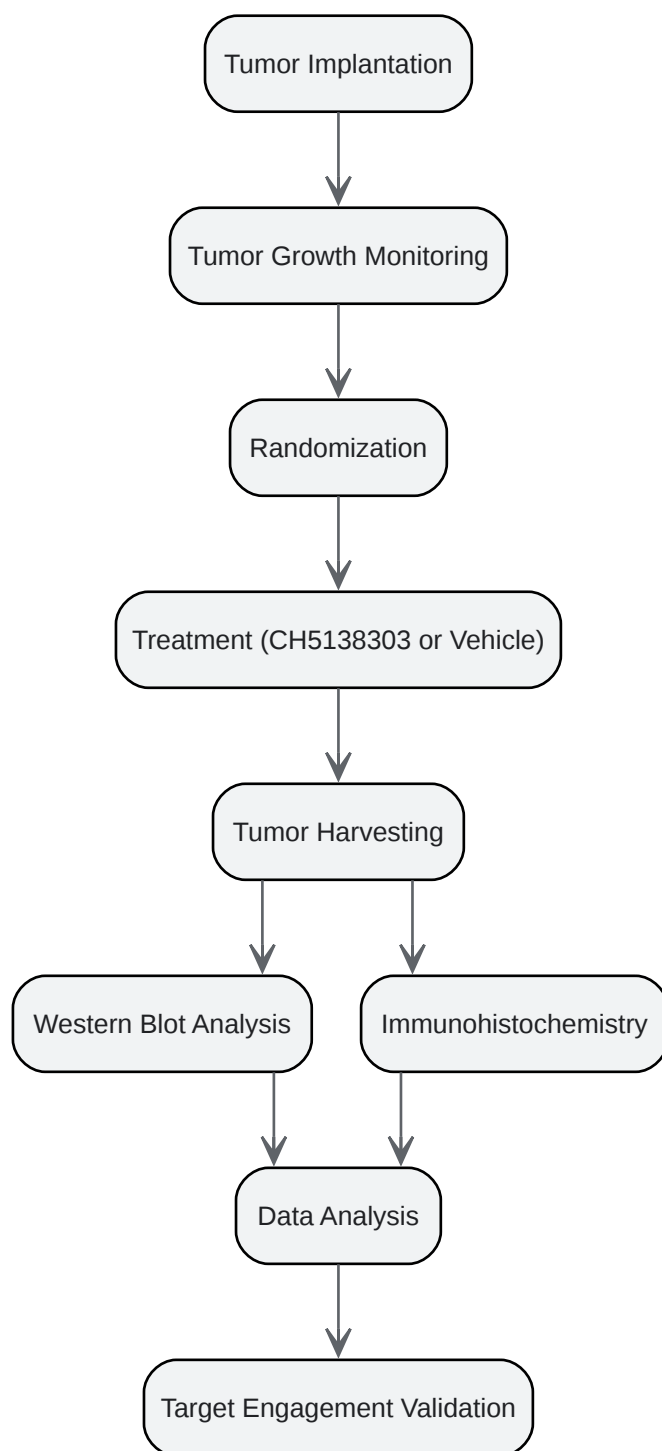 Tumor Implantation
Tumor Growth Monitoring
Randomization
Treatment (CH5138303 or Vehicle)
Tumor Harvesting
Western Blot Analysis
Immunohistochemistry
Data Analysis
Target Engagement Validation